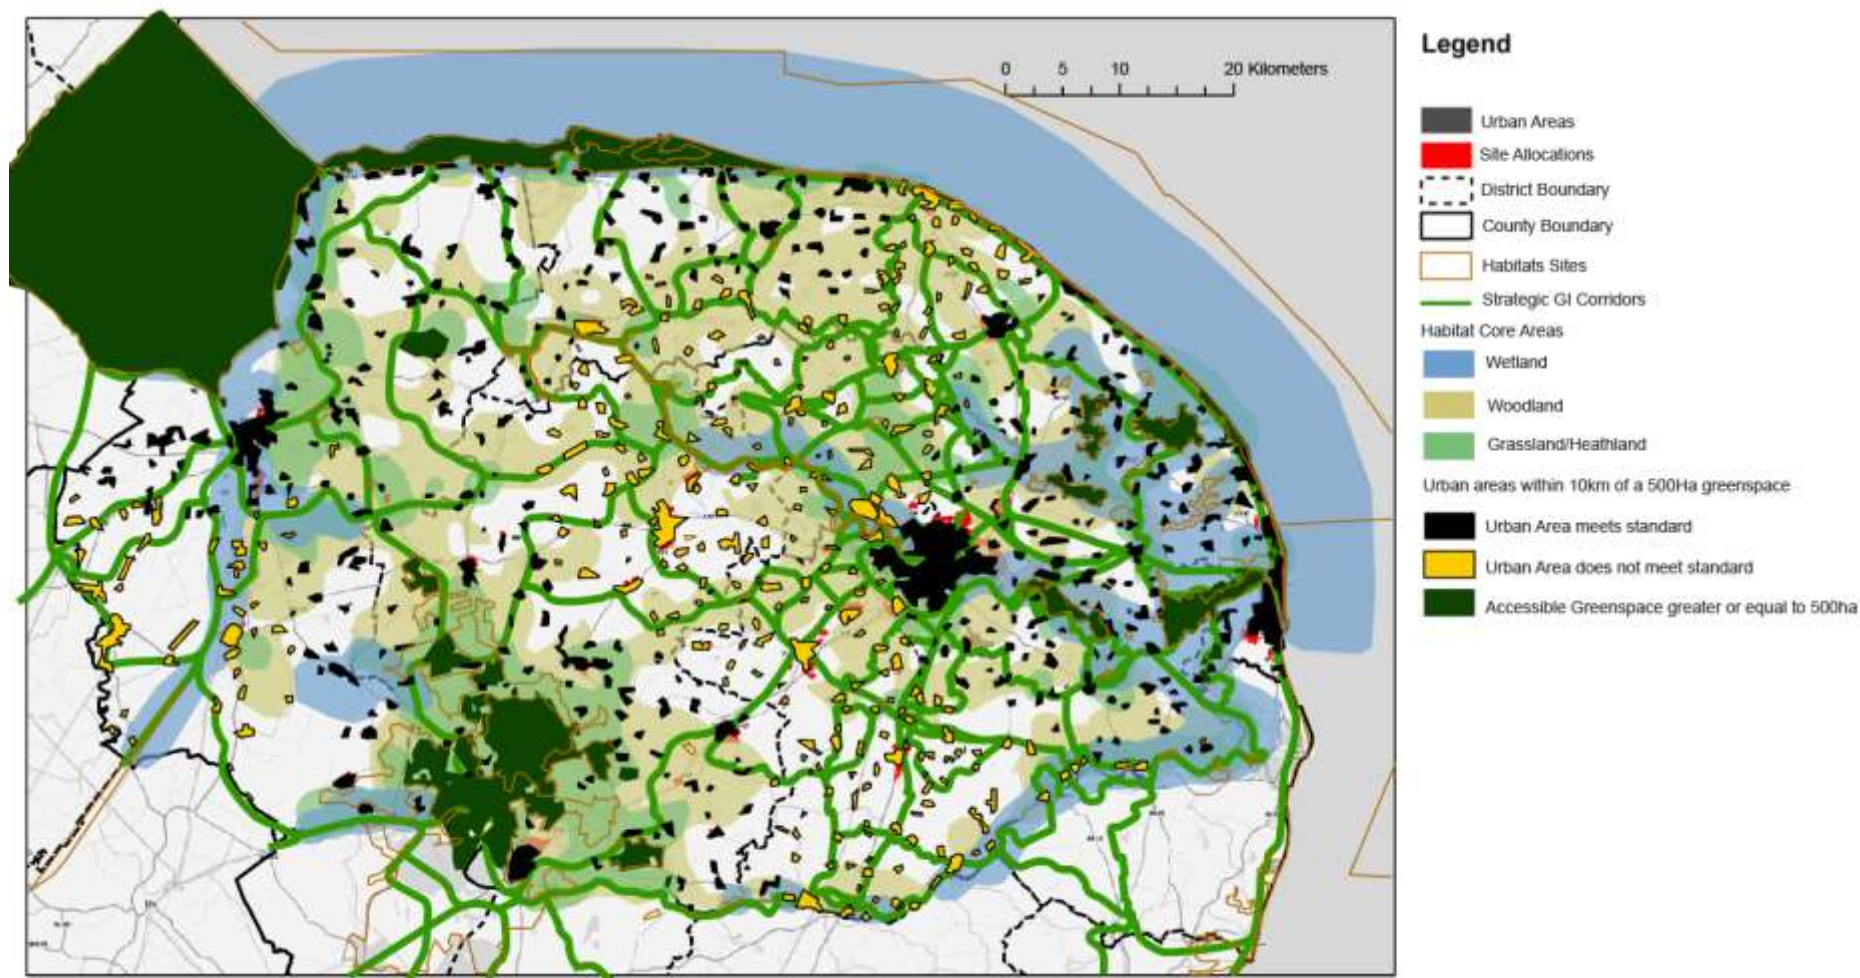 0 5 10 20 Kilometers
Legend
Urban Areas
Site Allocations
District Boundary
County Boundary
Habitats Sites
Strategic GI Corridors
Habitat Core Areas
Wetland
Woodland
Grassland/Heathland
Urban areas within 10km of a 500Ha greenspace
Urban Area meets standard
Urban Area does not meet standard
Accessible Greenspace greater or equal to 500ha